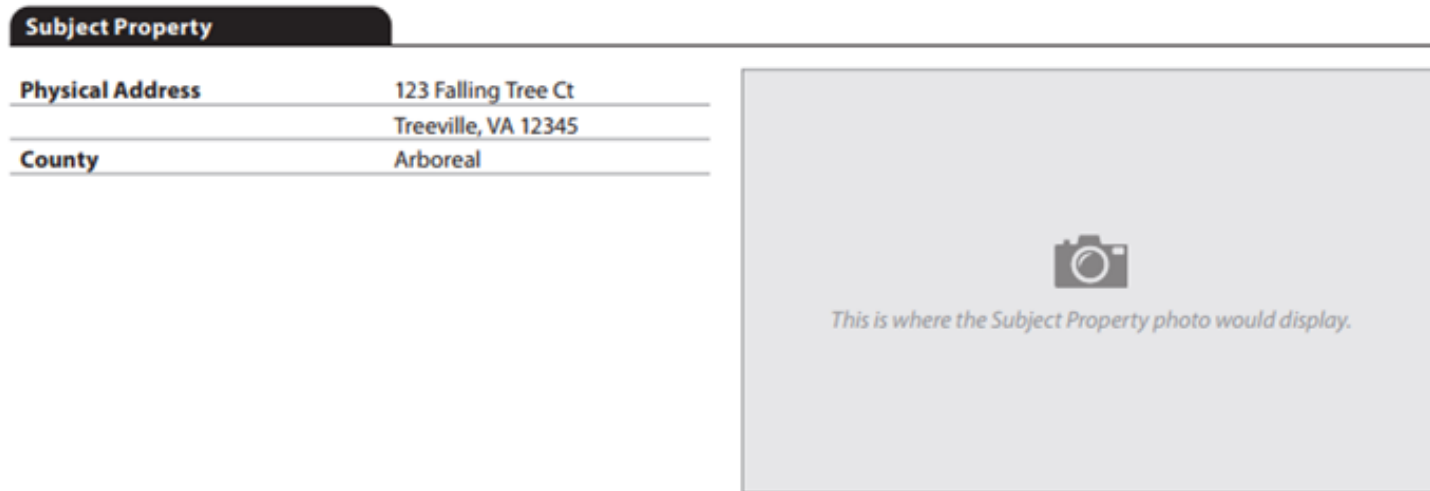 Subject Property
Physical Address 123 Falling Tree Ct
Treeville, VA 12345
County Arboreal
This is where the Subject Property photo would display.